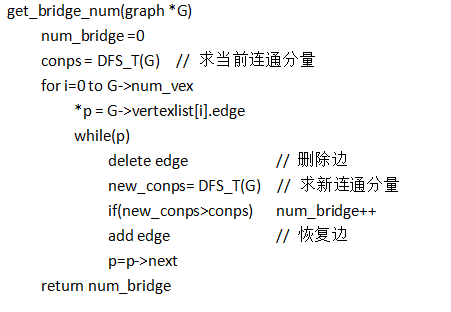 get_bridge_num(graph *G)
num_bridge =0
conps = DFS_T(G) // 求当前连通分量
for i=0 to G->num_vex
*p = G->vertexlist[i].edge
while(p)
delete edge // 删除边
new_conps= DFS_T(G) // 求新连通分量
if(new_conps>conps) num_bridge++
add edge // 恢复边
p=p->next
return num_bridge